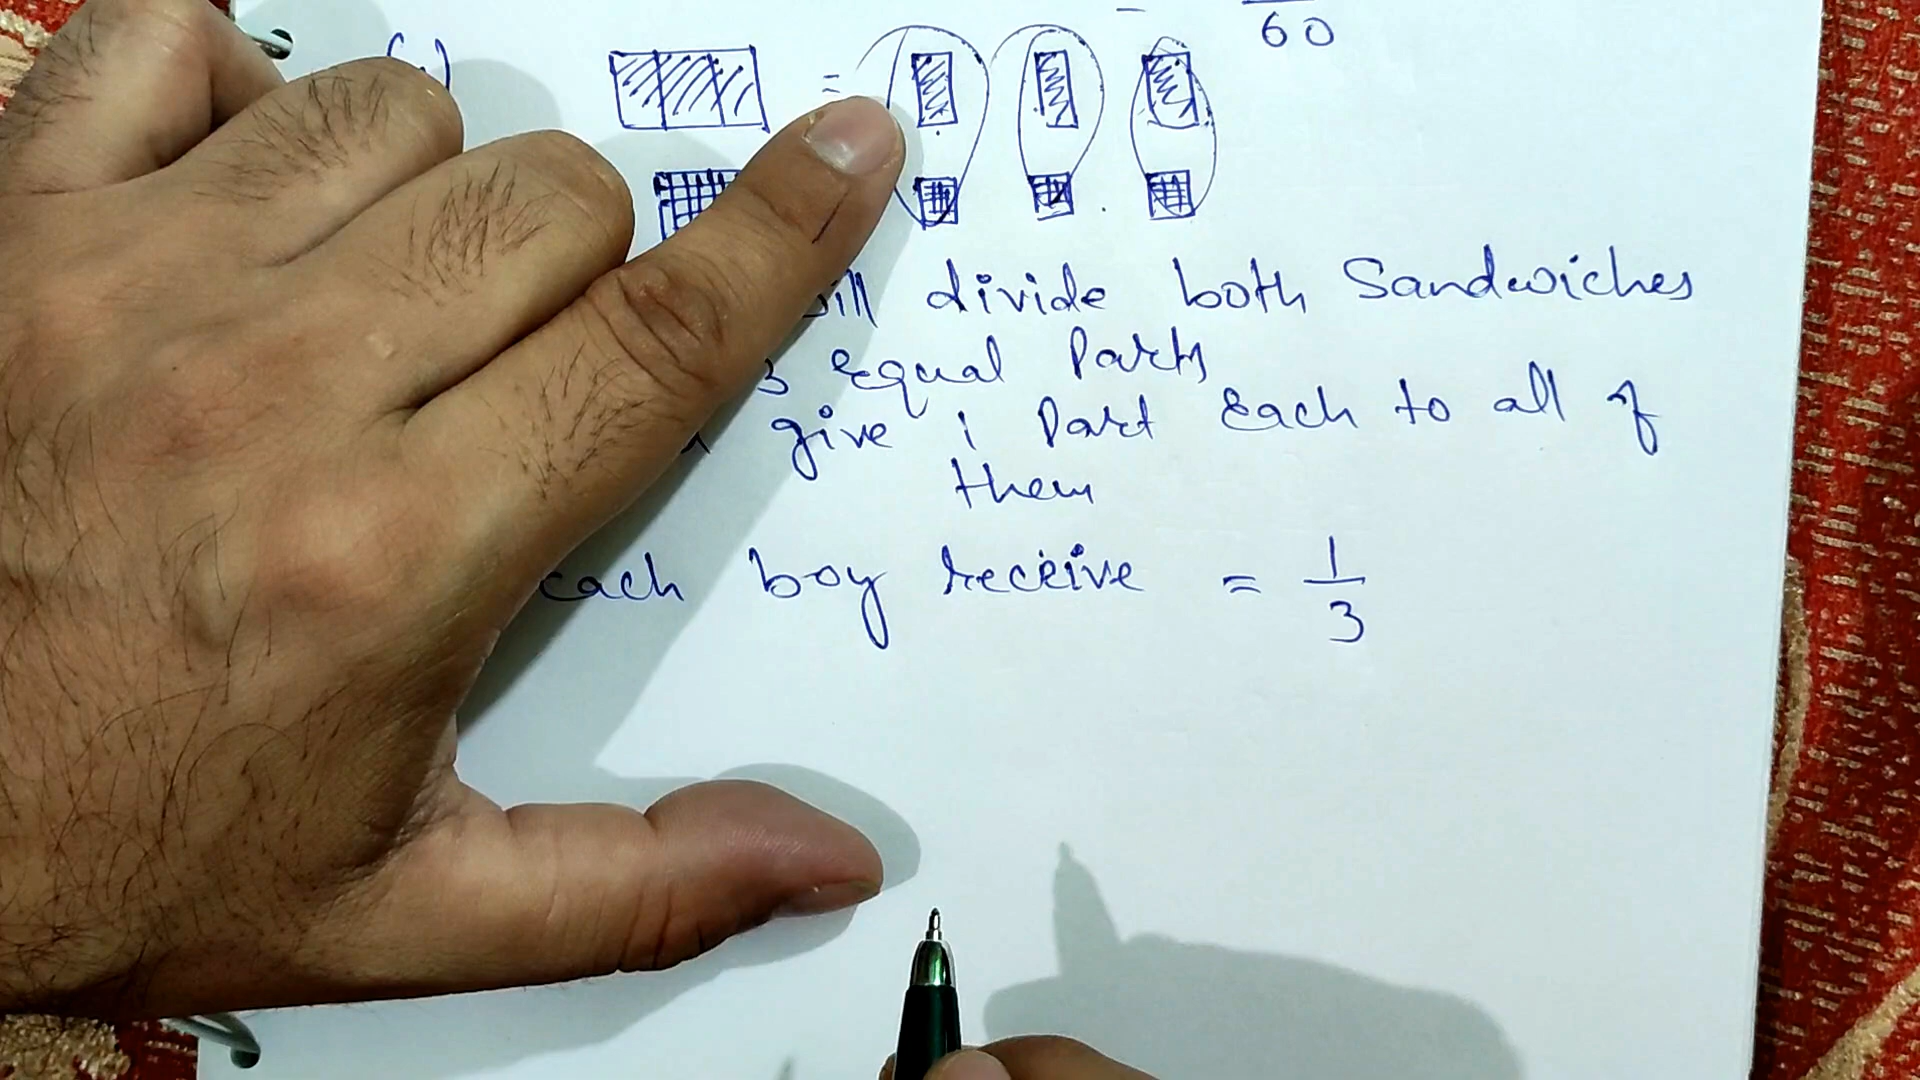 60
=
divide both Sandwiches
3 Equal Parts
give 1 Part Each to all of
them
each boy receive = 1/3